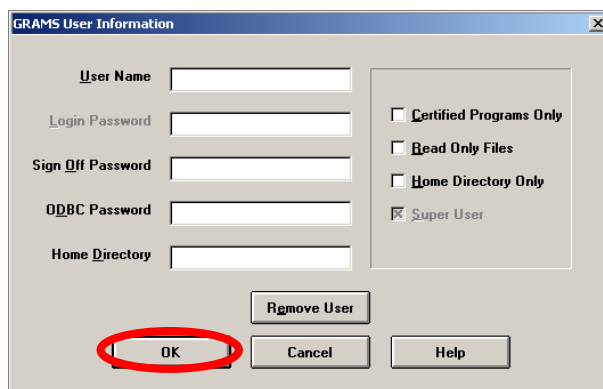 GRAMS User Information
User Name
Login Password
Sign Off Password
ODBC Password
Home Directory
Certified Programs Only
Read Only Files
Home Directory Only
Super User
Remove User
OK Cancel Help